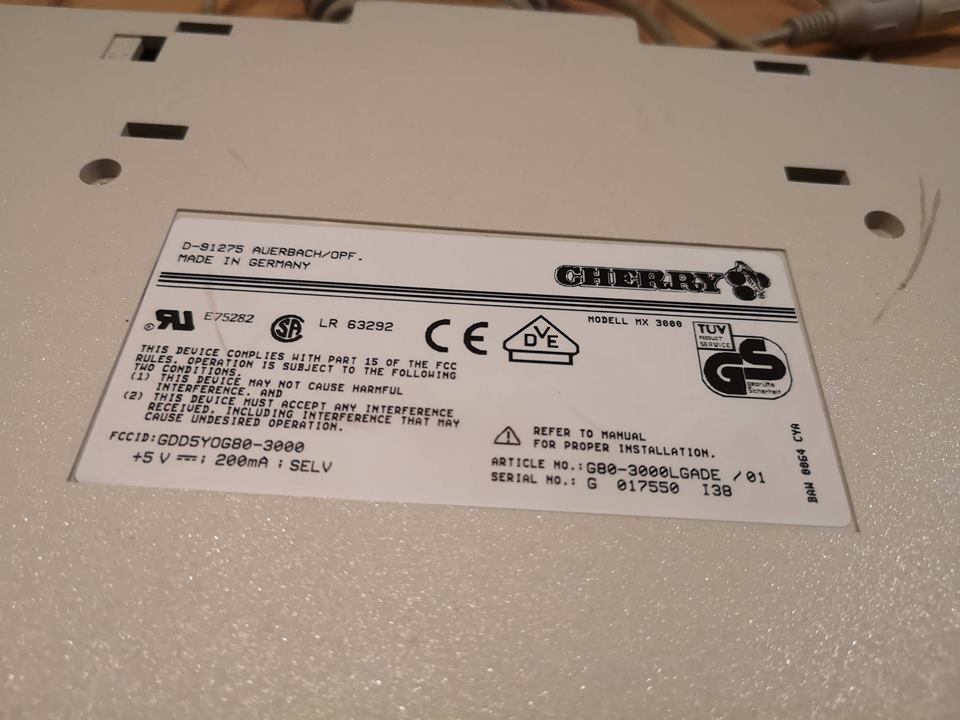 D-91275 AUERBACH/OPF.
MADE IN GERMANY
CHERRY
®
RU E75282
SA LR 63292
CE
DVE
MODELL MX 3000
TÜV
PRODUCT
SERVICE
GS
geprüfte
Sicherheit
THIS DEVICE COMPLIES WITH PART 15 OF THE FCC
RULES. OPERATION IS SUBJECT TO THE FOLLOWING
TWO CONDITIONS.
(1) THIS DEVICE MAY NOT CAUSE HARMFUL
INTERFERENCE. AND
(2) THIS DEVICE MUST ACCEPT ANY INTERFERENCE
RECEIVED, INCLUDING INTERFERENCE THAT MAY
CAUSE UNDESIRED OPERATION.
FCCID:GDD5YOG80-3000
+5 V ⎓: 200mA ; SELV
REFER TO MANUAL
FOR PROPER INSTALLATION.
ARTICLE NO.:G80-3000LGADE /01
SERIAL NO.: G 017550 I38
BAW 0064 CYA